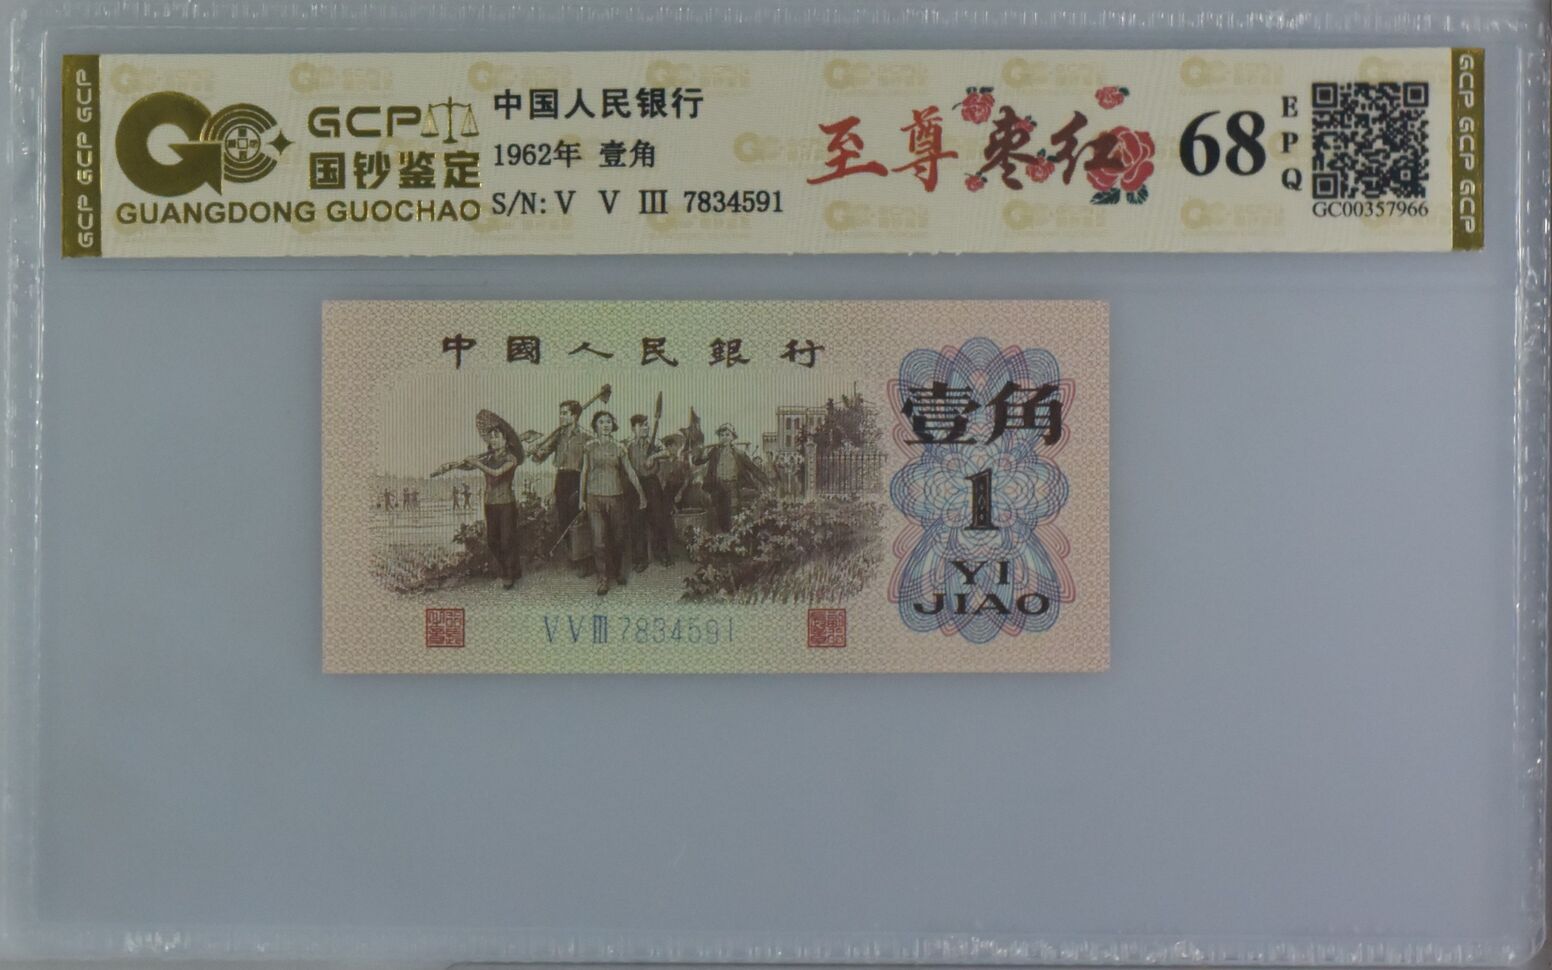 GCP GCP GCP
GCP
国钞鉴定
GUANGDONG GUOCHAO
中国人民银行
1962年 壹角
S/N: V V III 7834591
至尊枣红
68
EPQ
GC00357966
GCP GCP GCP
中國人民銀行
壹角
1
YI
JIAO
V V III 7834591